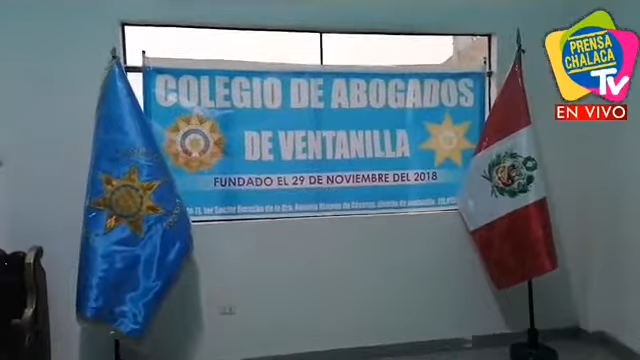 PRENSA
CHALACA
TV
EN VIVO
COLEGIO DE ABOGADOS
DE VENTANILLA
FUNDADO EL 29 DE NOVIEMBRE DEL 2018